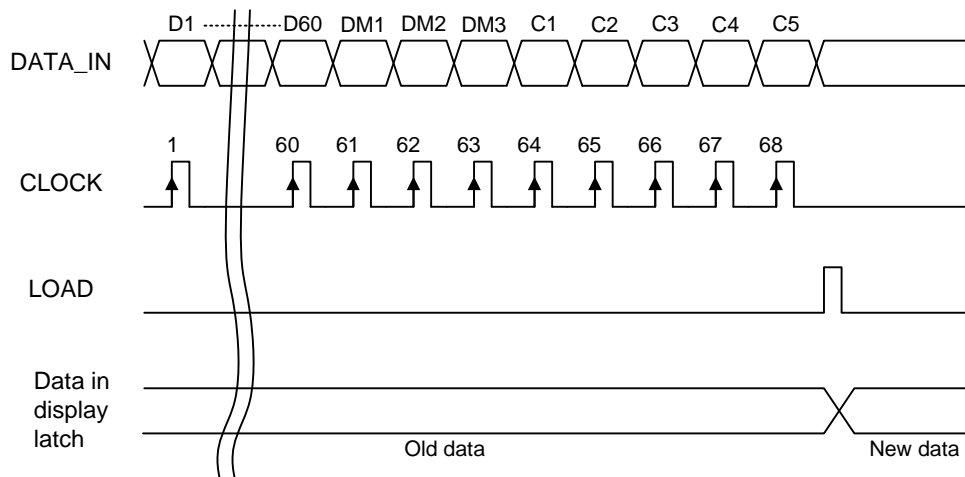 D1 D60 DM1 DM2 DM3 C1 C2 C3 C4 C5
DATA_IN
1 60 61 62 63 64 65 66 67 68
CLOCK
LOAD
Data in
display
latch
Old data New data